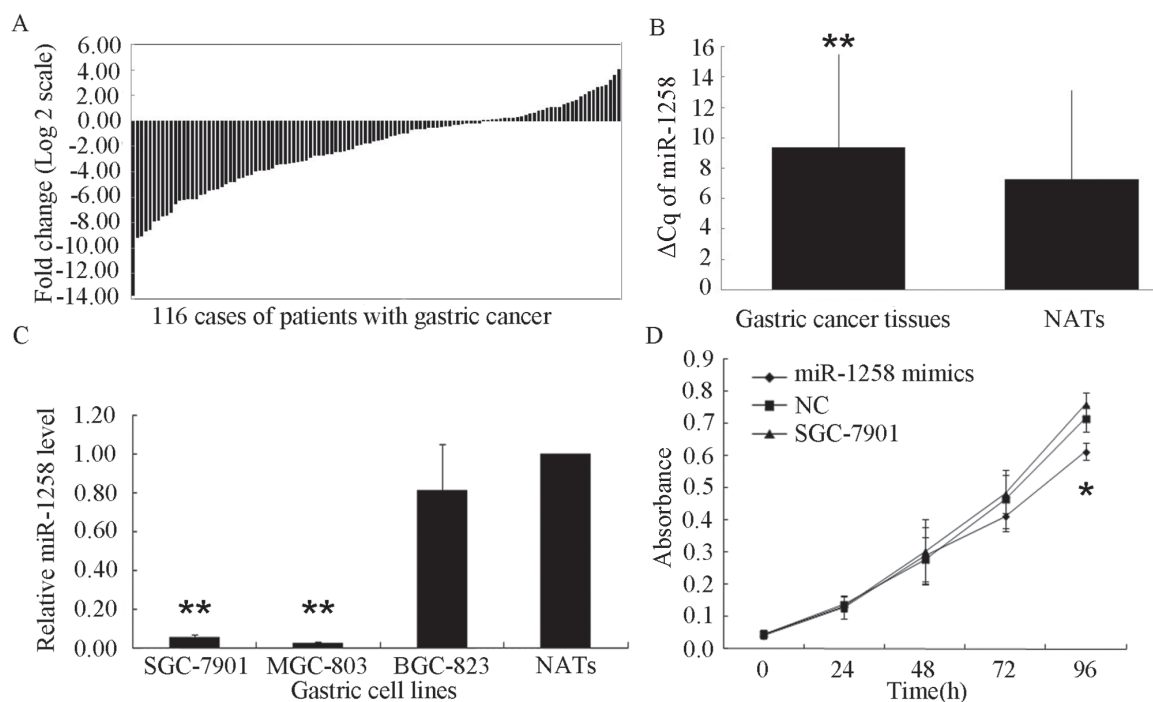 A
Fold change (Log 2 scale)
6.00
4.00
2.00
0.00
-2.00
-4.00
-6.00
-8.00
-10.00
-12.00
-14.00
116 cases of patients with gastric cancer
B
ΔCq of miR-1258
16
14
12
10
8
6
4
2
0
**
Gastric cancer tissues
NATs
C
Relative miR-1258 level
1.20
1.00
0.80
0.60
0.40
0.20
0.00
**
**
SGC-7901 MGC-803 BGC-823 NATs
Gastric cell lines
D
Absorbance
0.9
0.8
0.7
0.6
0.5
0.4
0.3
0.2
0.1
0.0
miR-1258 mimics
NC
SGC-7901
*
0 24 48 72 96
Time(h)